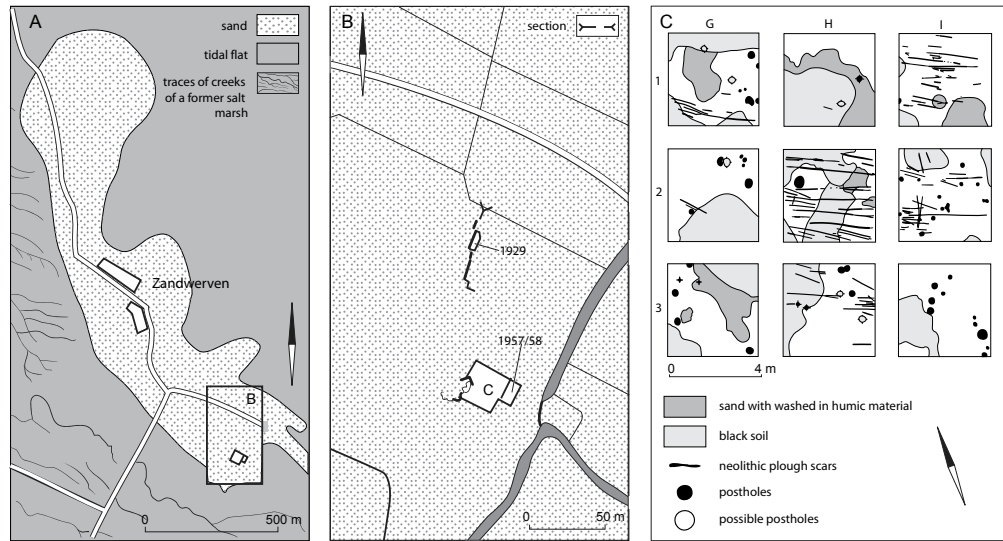 A
sand
tidal flat
traces of creeks
of a former salt
marsh
Zandwerven
B
0 500 m
B
section
1929
1957/58
C
0 50 m
C
G H I
1
2
3
0 4 m
sand with washed in humic material
black soil
neolithic plough scars
postholes
possible postholes